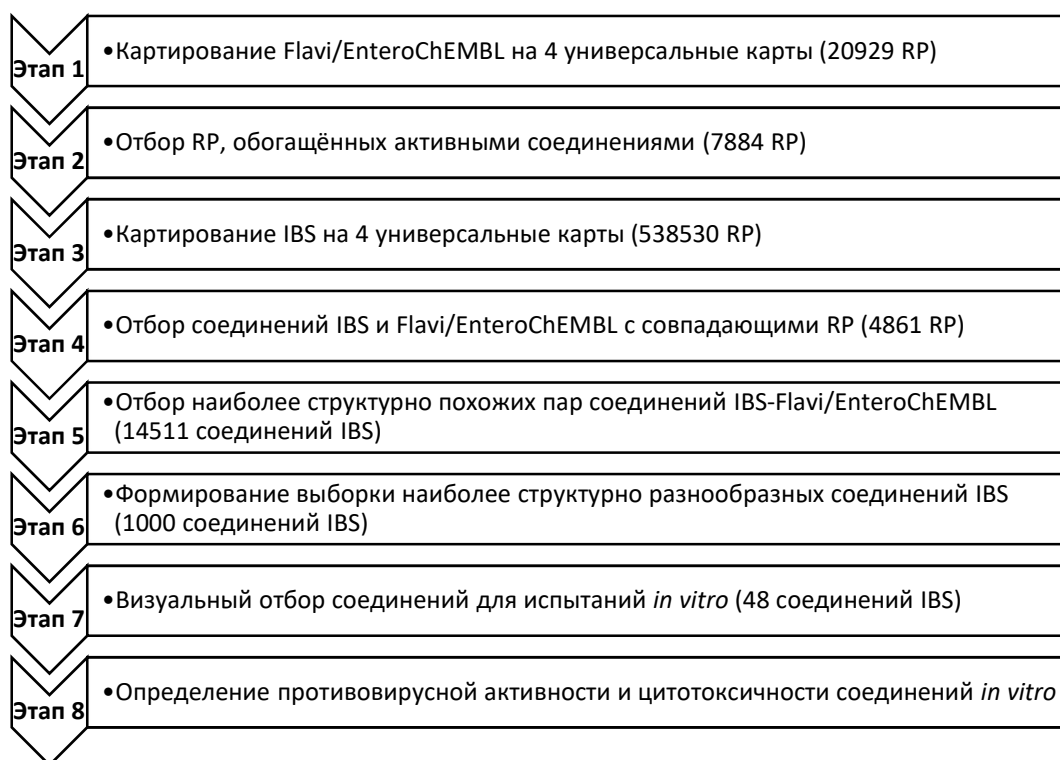 Этап 1
•Картирование Flavi/EnteroChEMBL на 4 универсальные карты (20929 RP)
Этап 2
•Отбор RP, обогащённых активными соединениями (7884 RP)
Этап 3
•Картирование IBS на 4 универсальные карты (538530 RP)
Этап 4
•Отбор соединений IBS и Flavi/EnteroChEMBL с совпадающими RP (4861 RP)
Этап 5
•Отбор наиболее структурно похожих пар соединений IBS-Flavi/EnteroChEMBL
(14511 соединений IBS)
Этап 6
•Формирование выборки наиболее структурно разнообразных соединений IBS
(1000 соединений IBS)
Этап 7
•Визуальный отбор соединений для испытаний in vitro (48 соединений IBS)
Этап 8
•Определение противовирусной активности и цитотоксичности соединений in vitro